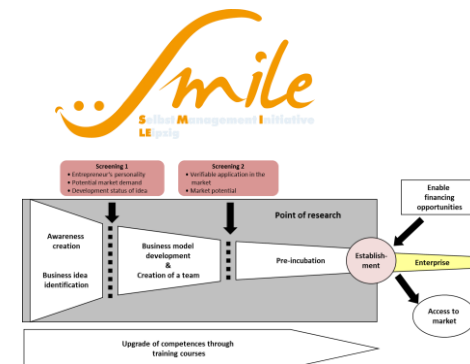 Smile
Selbst Management Initiative
LEipzig
Screening 1
• Entrepreneur's personality
• Potential market demand
• Development status of idea
Screening 2
• Verifiable application in the
market
• Market potential
Point of research
Enable
financing
opportunities
Awareness
creation
Business idea
identification
Business model
development
&
Creation of a team
Pre-incubation
Establish-
ment
Enterprise
Access to
market
Upgrade of competences through
training courses